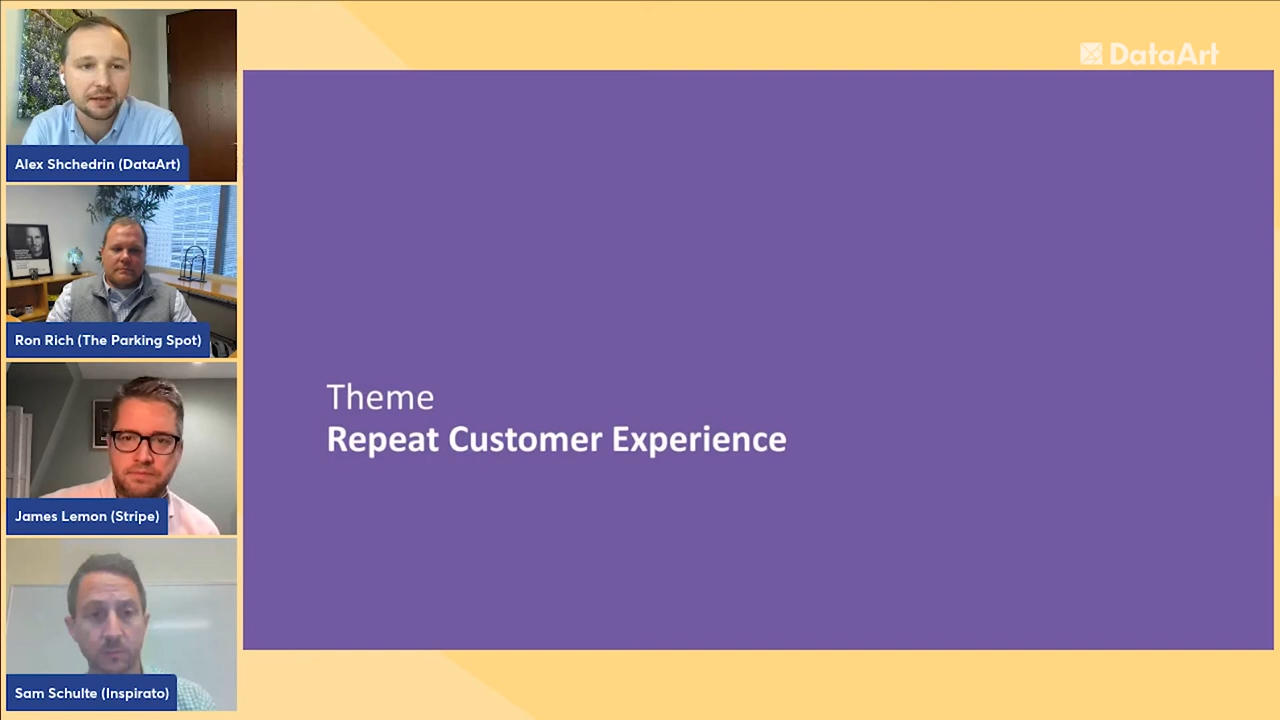 DataArt
Alex Shchedrin (DataArt)
Ron Rich (The Parking Spot)
James Lemon (Stripe)
Sam Schulte (Inspirato)
Theme
Repeat Customer Experience